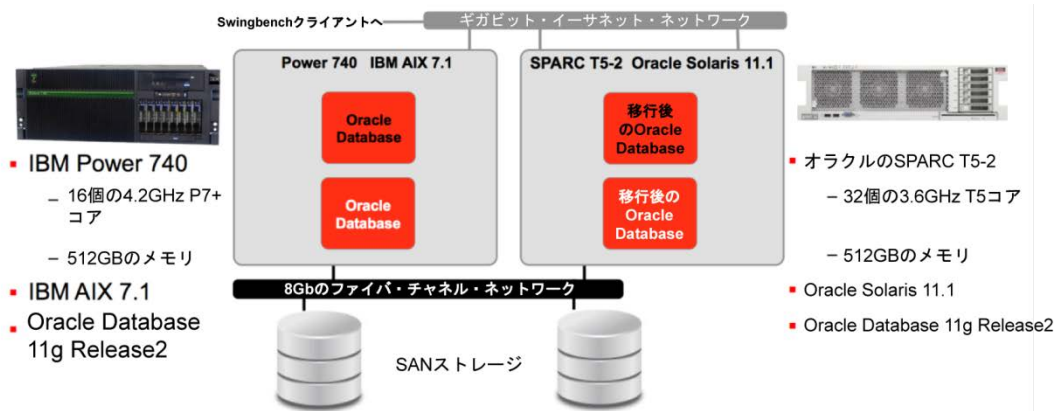 Swingbenchクライアントへ
ギガビット・イーサネット・ネットワーク
Power 740 IBM AIX 7.1
SPARC T5-2 Oracle Solaris 11.1
Oracle
Database
移行後
のOracle
Database
Oracle
Database
移行後の
Oracle
Database
▪ IBM Power 740
– 16個の4.2GHz P7+
コア
– 512GBのメモリ
▪ IBM AIX 7.1
▪ Oracle Database
11g Release2
▪ オラクルのSPARC T5-2
– 32個の3.6GHz T5コア
– 512GBのメモリ
▪ Oracle Solaris 11.1
▪ Oracle Database 11g Release2
8Gbのファイバ・チャネル・ネットワーク
SANストレージ